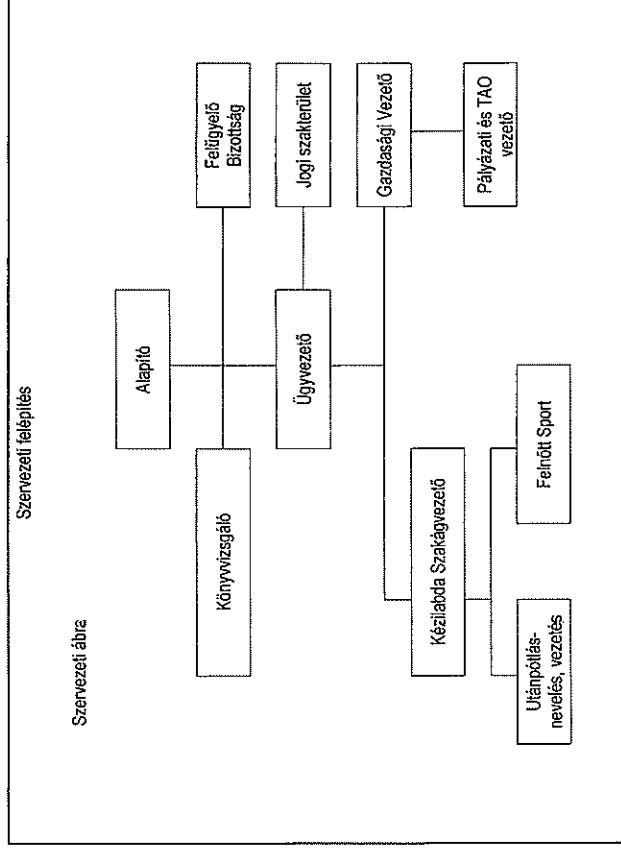 Szervezeti felépítés
Szervezeti ábra
Alapító
Könyvvizsgáló
Felügyelő
Bizottság
Ügyvezető
Jogi szakterület
Kézilabda Szakágvezető
Gazdasági Vezető
Utánpótlás-
nevelés, vezetés
Felnőtt Sport
Pályázati és TAO
vezető